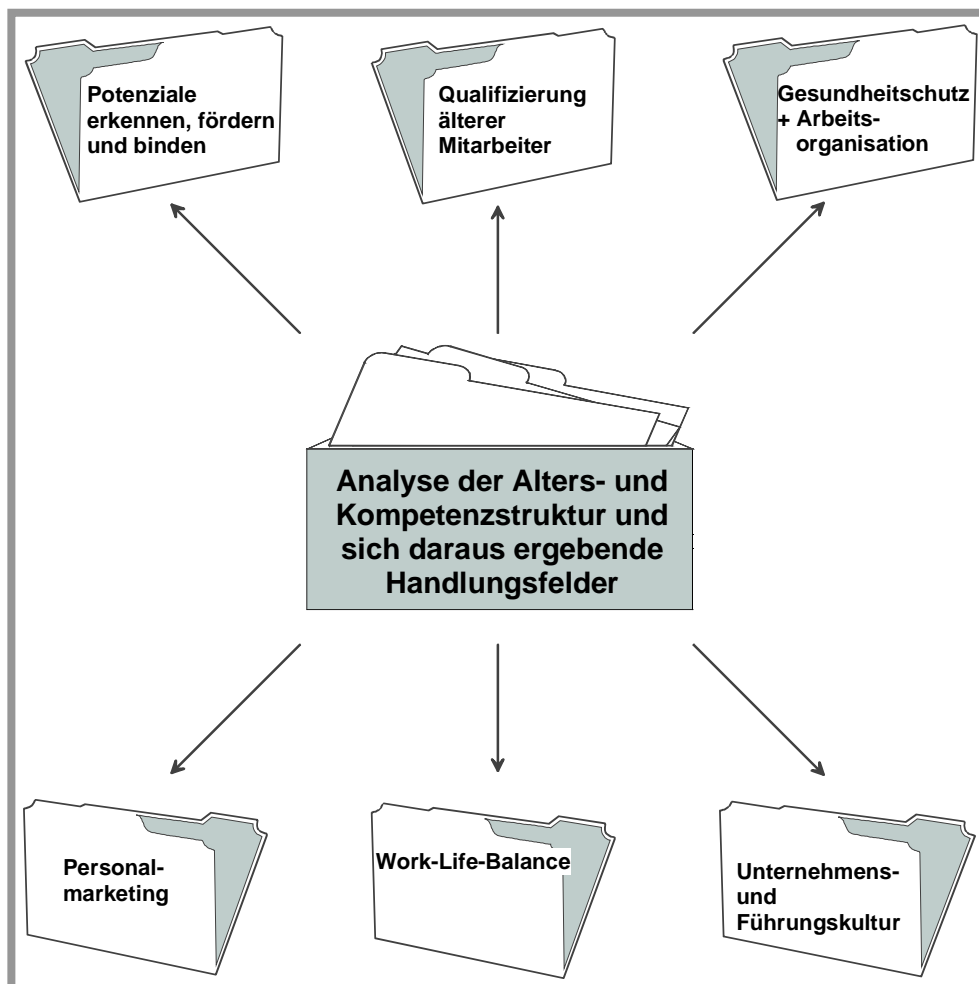 Potenziale
erkennen, fördern
und binden
Qualifizierung
älterer
Mitarbeiter
Gesundheitschutz
+ Arbeits-
organisation
Analyse der Alters- und
Kompetenzstruktur und
sich daraus ergebende
Handlungsfelder
Personal-
marketing
Work-Life-Balance
Unternehmens-
und
Führungskultur